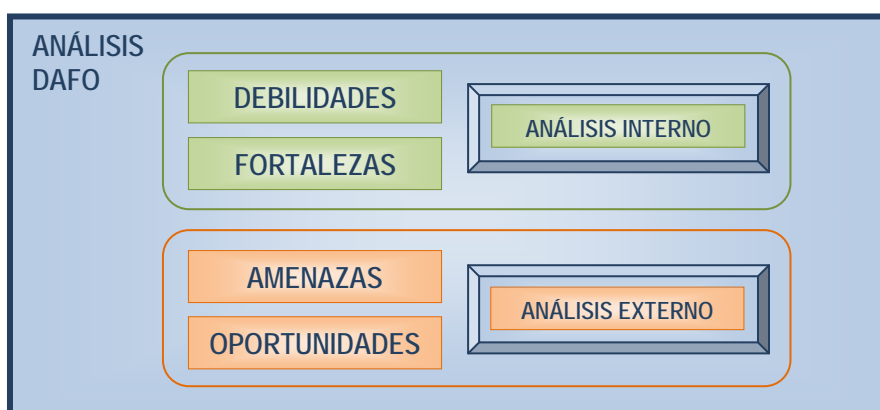 ANÁLISIS
DAFO
DEBILIDADES
FORTALEZAS
ANÁLISIS INTERNO
AMENAZAS
OPORTUNIDADES
ANÁLISIS EXTERNO